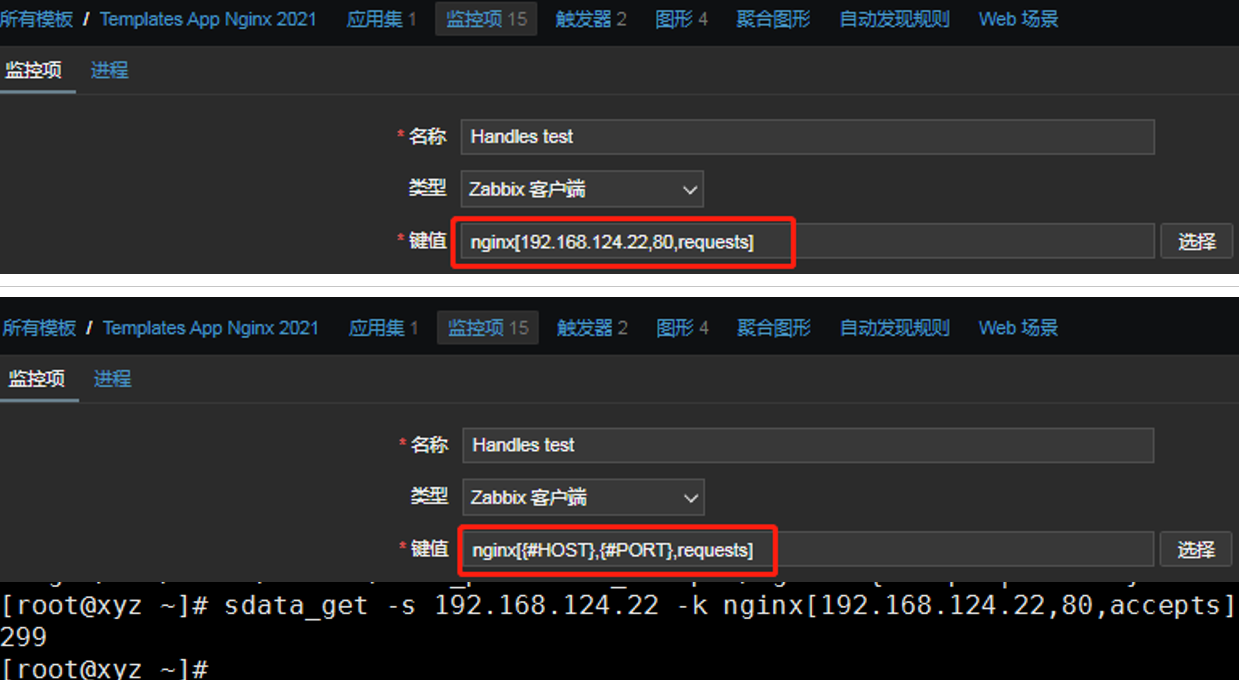 所有模板 / Templates App Nginx 2021 应用集 1 监控项 15 触发器 2 图形 4 聚合图形 自动发现规则 Web 场景
监控项 进程
* 名称 Handles test
类型 Zabbix 客户端
* 键值 nginx[192.168.124.22,80,requests] 选择
所有模板 / Templates App Nginx 2021 应用集 1 监控项 15 触发器 2 图形 4 聚合图形 自动发现规则 Web 场景
监控项 进程
* 名称 Handles test
类型 Zabbix 客户端
* 键值 nginx[{#HOST},{#PORT},requests] 选择
[root@xyz ~]# sdata_get -s 192.168.124.22 -k nginx[192.168.124.22,80,accepts]
299
[root@xyz ~]#